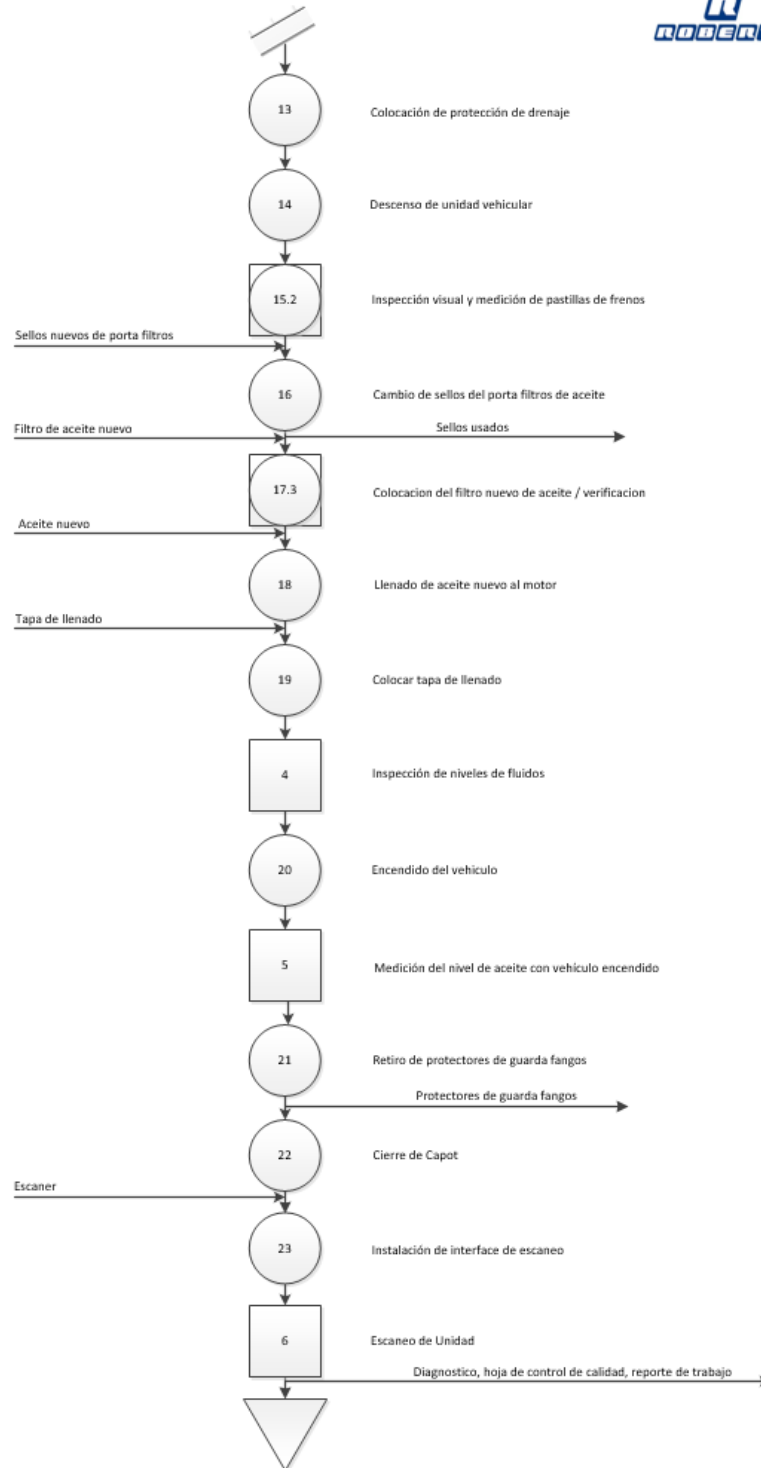 R
13
Colocación de protección de drenaje
14
Descenso de unidad vehicular
15.2
Inspección visual y medición de pastillas de frenos
Sellos nuevos de porta filtros
16
Cambio de sellos del porta filtros de aceite
Filtro de aceite nuevo
Sellos usados
17.3
Colocacion del filtro nuevo de aceite / verificacion
Aceite nuevo
18
Llenado de aceite nuevo al motor
Tapa de llenado
19
Colocar tapa de llenado
4
Inspección de niveles de fluidos
20
Encendido del vehiculo
5
Medición del nivel de aceite con vehículo encendido
21
Retiro de protectores de guarda fangos
Protectores de guarda fangos
22
Cierre de Capot
Escaner
23
Instalación de interface de escaneo
6
Escaneo de Unidad
Diagnostico, hoja de control de calidad, reporte de trabajo